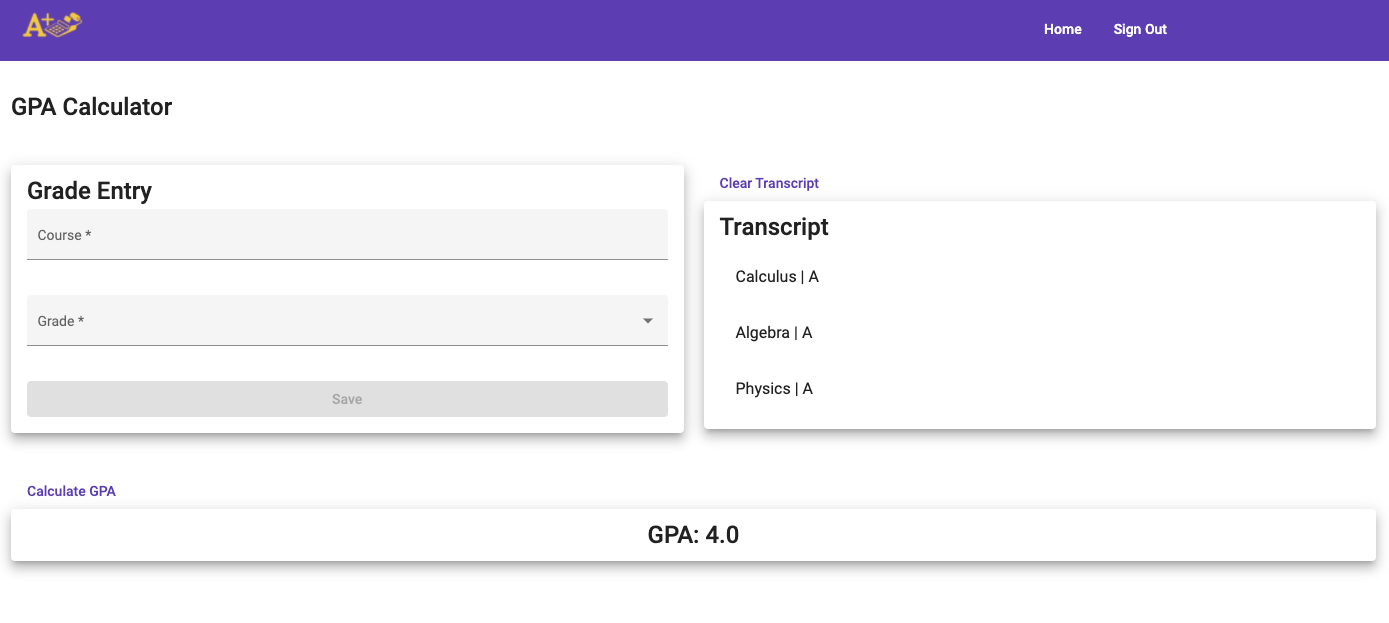 A+
Home
Sign Out
GPA Calculator
Grade Entry
Course *
Grade *
Save
Clear Transcript
Transcript
Calculus | A
Algebra | A
Physics | A
Calculate GPA
GPA: 4.0